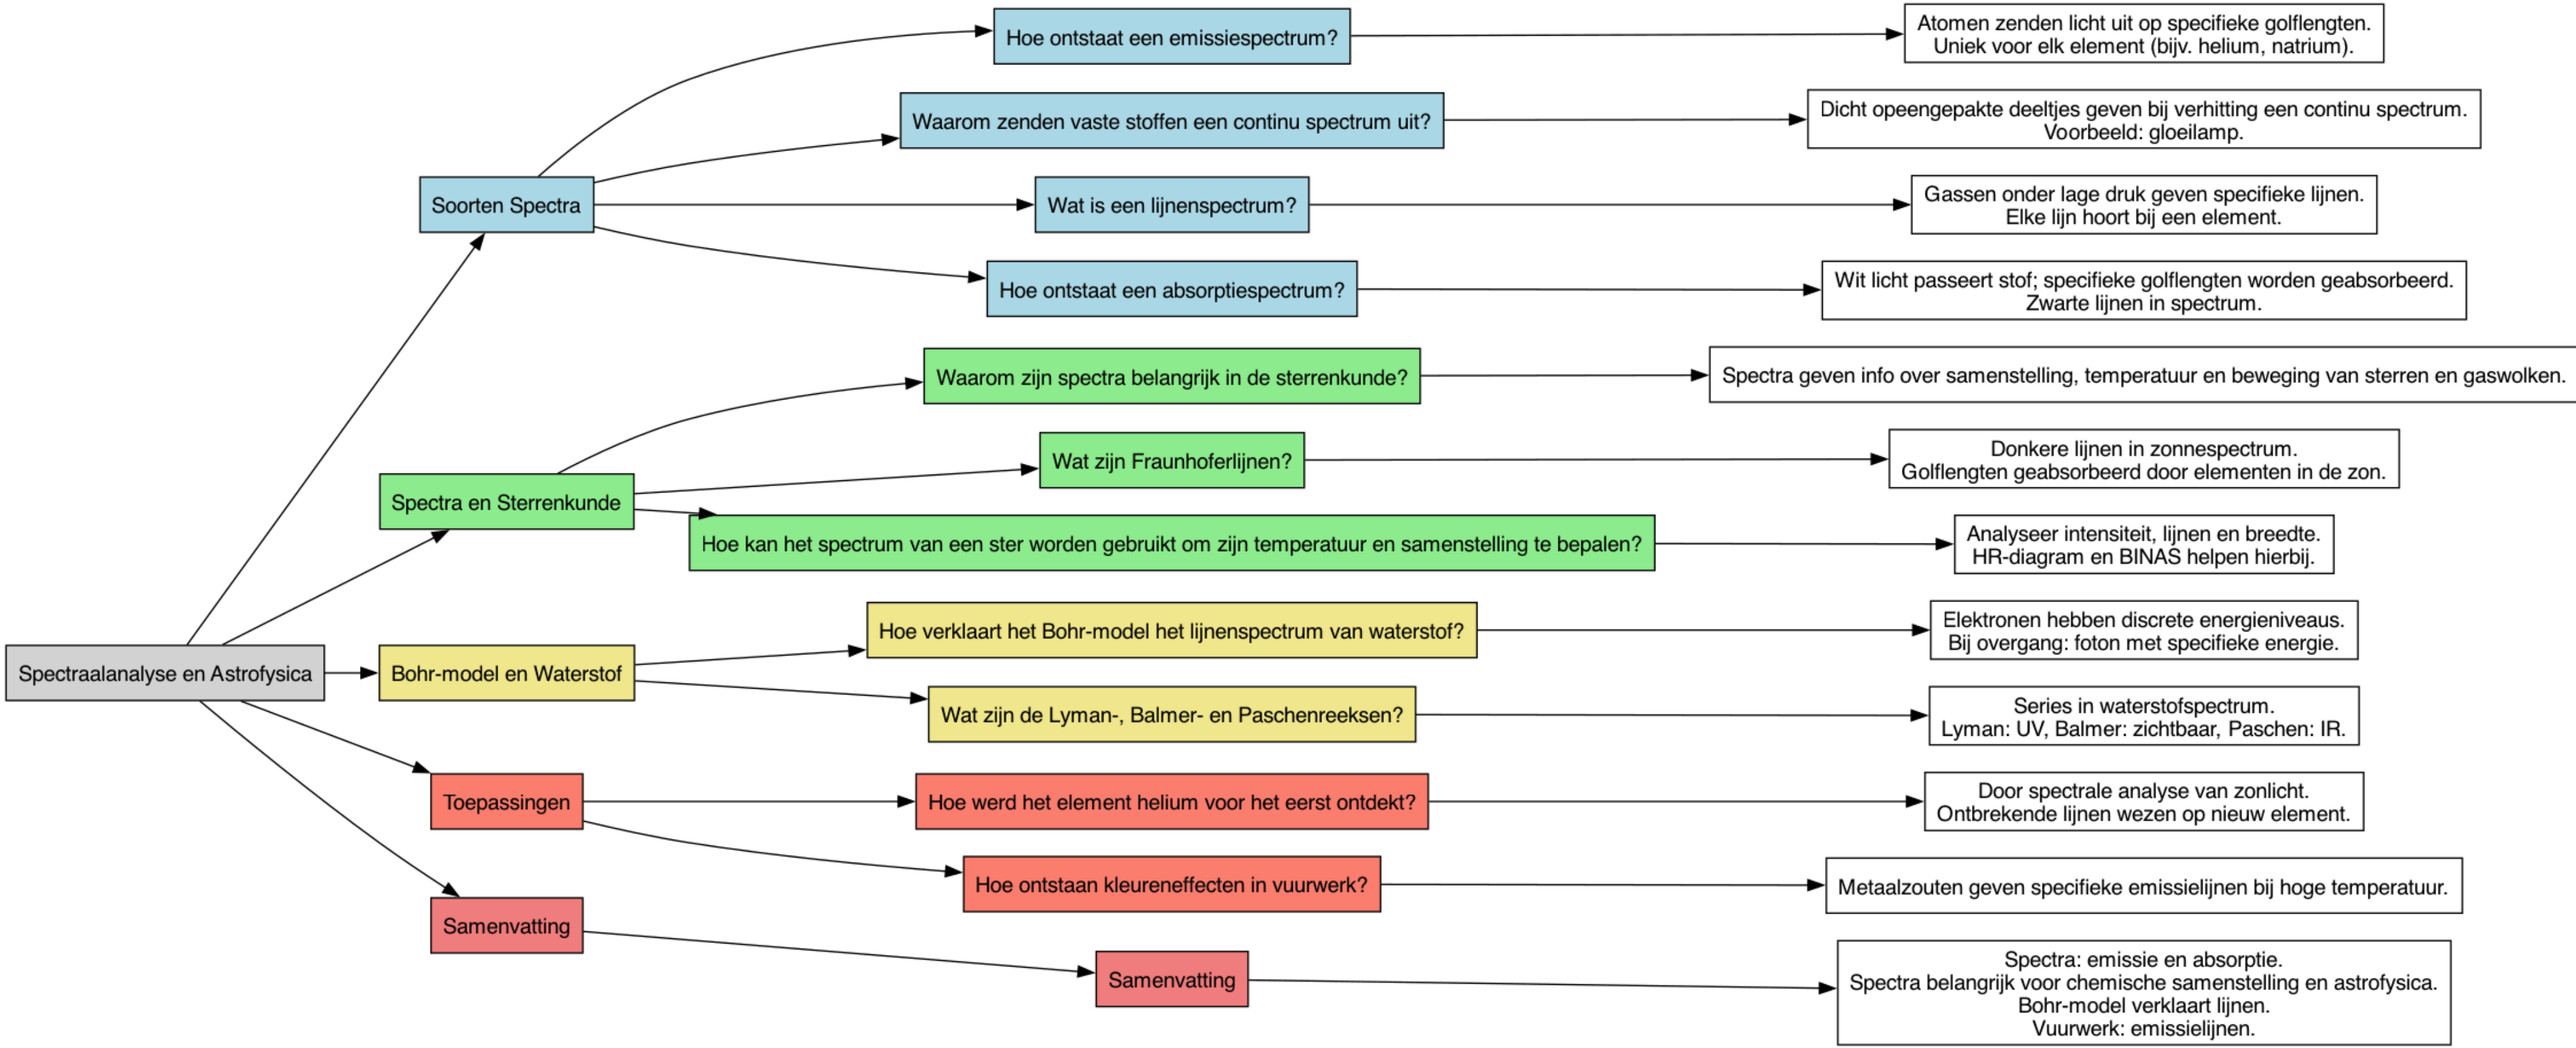 Spectraalanalyse en Astrofysica
Soorten Spectra
Hoe ontstaat een emissiespectrum?
Atomen zenden licht uit op specifieke golflengten.
Uniek voor elk element (bijv. helium, natrium).
Waarom zenden vaste stoffen een continu spectrum uit?
Dicht opeengepakte deeltjes geven bij verhitting een continu spectrum.
Voorbeeld: gloeilamp.
Wat is een lijnenspectrum?
Gassen onder lage druk geven specifieke lijnen.
Elke lijn hoort bij een element.
Hoe ontstaat een absorptiespectrum?
Wit licht passeert stof; specifieke golflengten worden geabsorbeerd.
Zwarte lijnen in spectrum.
Spectra en Sterrenkunde
Waarom zijn spectra belangrijk in de sterrenkunde?
Spectra geven info over samenstelling, temperatuur en beweging van sterren en gaswolken.
Wat zijn Fraunhoferlijnen?
Donkere lijnen in zonnespectrum.
Golflengten geabsorbeerd door elementen in de zon.
Hoe kan het spectrum van een ster worden gebruikt om zijn temperatuur en samenstelling te bepalen?
Analyseer intensiteit, lijnen en breedte.
HR-diagram en BINAS helpen hierbij.
Bohr-model en Waterstof
Hoe verklaart het Bohr-model het lijnenspectrum van waterstof?
Elektronen hebben discrete energieniveaus.
Bij overgang: foton met specifieke energie.
Wat zijn de Lyman-, Balmer- en Paschenreeksen?
Series in waterstofspectrum.
Lyman: UV, Balmer: zichtbaar, Paschen: IR.
Toepassingen
Hoe werd het element helium voor het eerst ontdekt?
Door spectrale analyse van zonlicht.
Ontbrekende lijnen wezen op nieuw element.
Hoe ontstaan kleureneffecten in vuurwerk?
Metaalzouten geven specifieke emissielijnen bij hoge temperatuur.
Samenvatting
Samenvatting
Spectra: emissie en absorptie.
Spectra belangrijk voor chemische samenstelling en astrofysica.
Bohr-model verklaart lijnen.
Vuurwerk: emissielijnen.